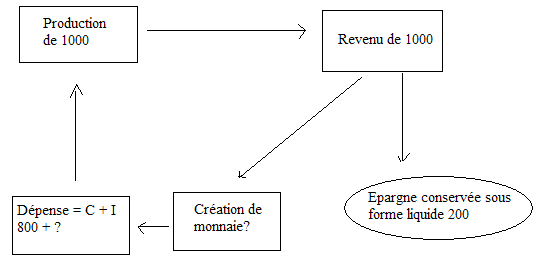 Production
de 1000
Revenu de 1000
Epargne conservée sous
forme liquide 200
Création de
monnaie?
Dépense = C + I
800 + ?